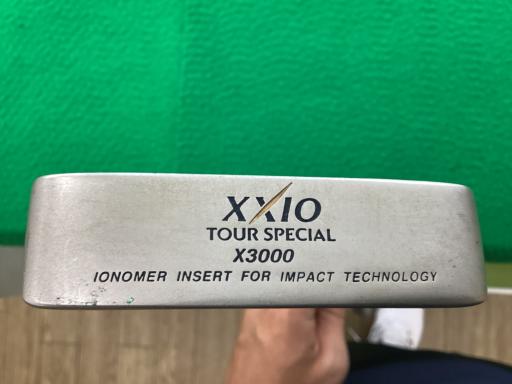 XXIO
TOUR SPECIAL
X3000
IONOMER INSERT FOR IMPACT TECHNOLOGY